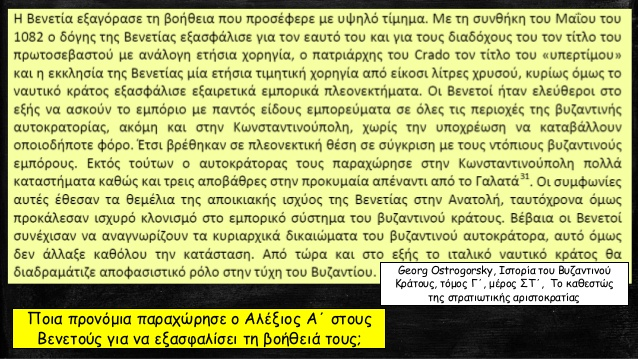 Η Βενετία εξαγόρασε τη βοήθεια που προσέφερε με υψηλό τίμημα. Με τη συνθήκη του Μαΐου του
1082 ο δόγης της Βενετίας εξασφάλισε για τον εαυτό του και για τους διαδόχους του τον τίτλο του
πρωτοσεβαστού με ανάλογη ετήσια χορηγία, ο πατριάρχης του Crado τον τίτλο του «υπερτίμου»
και η εκκλησία της Βενετίας μία ετήσια τιμητική χορηγία από είκοσι λίτρες χρυσού, κυρίως όμως το
ναυτικό κράτος εξασφάλισε εξαιρετικά εμπορικά πλεονεκτήματα. Οι Βενετοί ήταν ελεύθεροι στο
εξής να ασκούν το εμπόριο με παντός είδους εμπορεύματα σε όλες τις περιοχές της βυζαντινής
αυτοκρατορίας, ακόμη και στην Κωνσταντινούπολη, χωρίς την υποχρέωση να καταβάλλουν
οποιοδήποτε φόρο. Έτσι βρέθηκαν σε πλεονεκτική θέση σε σύγκριση με τους ντόπιους βυζαντινούς
εμπόρους. Εκτός τούτων ο αυτοκράτορας τους παραχώρησε στην Κωνσταντινούπολη πολλά
καταστήματα καθώς και τρεις αποβάθρες στην προκυμαία απέναντι από το Γαλατά³¹. Οι συμφωνίες
αυτές έθεσαν τα θεμέλια της αποικιακής ισχύος της Βενετίας στην Ανατολή, ταυτόχρονα όμως
προκάλεσαν ισχυρό κλονισμό στο εμπορικό σύστημα του βυζαντινού κράτους. Βέβαια οι Βενετοί
συνέχισαν να αναγνωρίζουν τα κυριαρχικά δικαιώματα του βυζαντινού αυτοκράτορα, αυτό όμως
δεν άλλαξε καθόλου την κατάσταση. Από τώρα και στο εξής το ιταλικό ναυτικό κράτος θα
διαδραμάτιζε αποφασιστικό ρόλο στην τύχη του Βυζαντίου.
Georg Ostrogorsky, Ιστορία του Βυζαντινού
Κράτους, τόμος Γ΄, μέρος ΣΤ΄, Το καθεστώς
της στρατιωτικής αριστοκρατίας
Ποια προνόμια παραχώρησε ο Αλέξιος Α΄ στους
Βενετούς για να εξασφαλίσει τη βοήθειά τους;